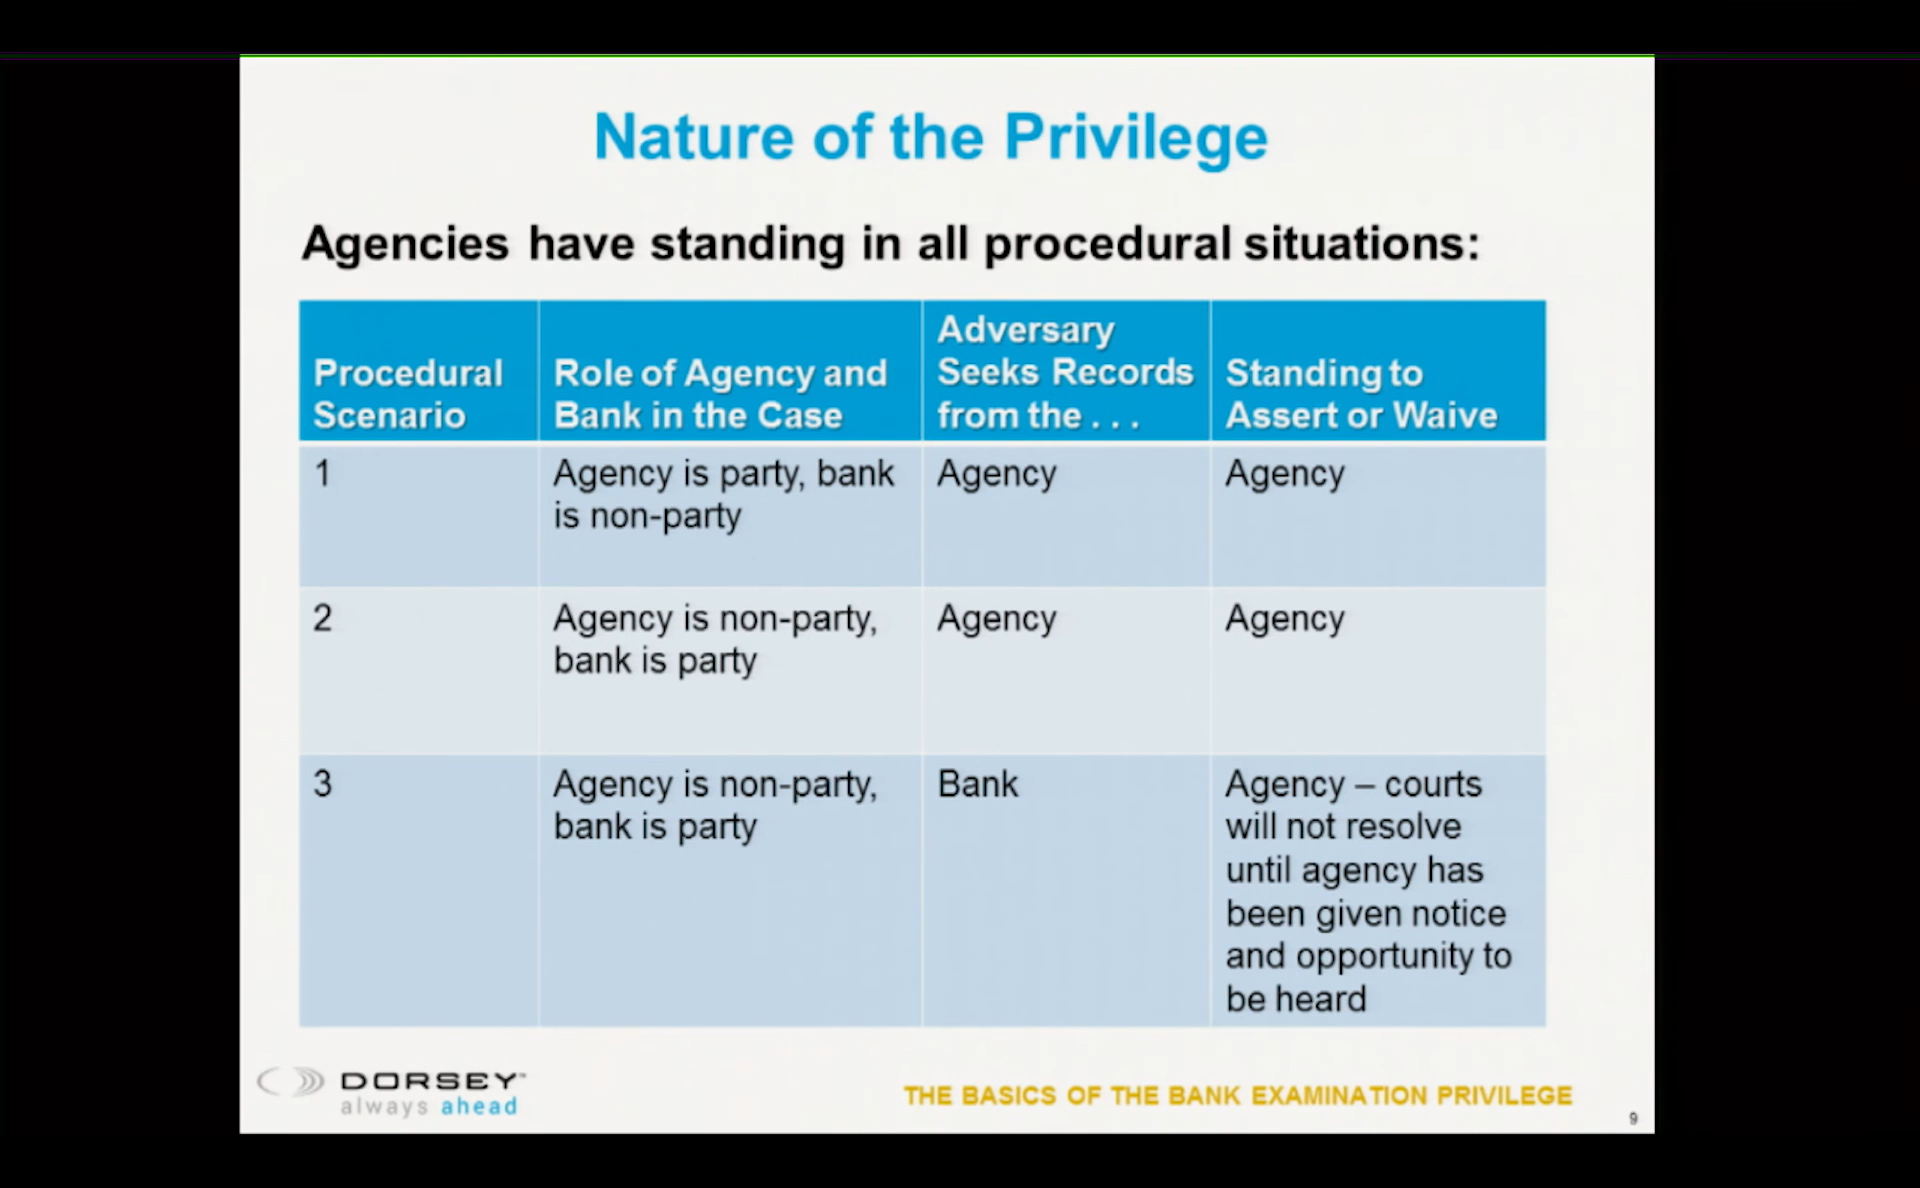 Nature of the Privilege
Agencies have standing in all procedural situations:
Procedural
Scenario
Role of Agency and
Bank in the Case
Adversary
Seeks Records
from the . . .
Standing to
Assert or Waive
1
Agency is party, bank
is non-party
Agency
Agency
2
Agency is non-party,
bank is party
Agency
Agency
3
Agency is non-party,
bank is party
Bank
Agency – courts
will not resolve
until agency has
been given notice
and opportunity to
be heard
DORSEY™
always ahead
THE BASICS OF THE BANK EXAMINATION PRIVILEGE
9